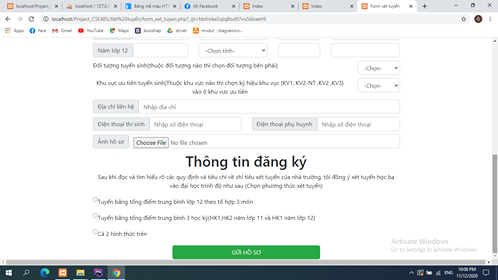 localhost/Project
localhost / 127.0.0
Bảng mã màu HT
(8) Facebook
Index
Index
Form xét tuyển
localhost/Project_CSE485/Xét%20tuyển/form_xet_tuyen.php?
Apps
face
Gmail
YouTube
Maps
boostrap
driver
modul - diagrams.n...
Năm lớp 12
-Chọn tỉnh-
Đối tượng tuyển sinh(thuộc đối tượng nào thì chọn đối tượng bên phải)
-Chọn-
Khu vực ưu tiên tuyển sinh(Thuộc khu vực nào thì chọn ký hiệu khu vực (KV1, KV2-NT ,KV2 ,KV3)
vào ô khu vực ưu tiên
-Chọn-
Địa chỉ liên hệ
Nhập địa chỉ
Điện thoại thí sinh
Nhập số điện thoại
Điện thoại phụ huynh
Nhập số điện thoại
Ảnh hồ sơ
Choose File
No file chosen
Thông tin đăng ký
Sau khi đọc và tìm hiểu rõ các quy định và tiêu chí về chỉ tiêu xét tuyển của nhà trường, tôi đồng ý xét tuyển học bạ
vào đại học trình độ như sau (Chọn phương thức xét tuyển)
Tuyển bằng tổng điểm trung bình lớp 12 theo tổ hợp 3 môn
Tuyển bằng tổng điểm trung bình 3 học kỳ(HK1,HK2 năm lớp 11 và HK1 năm lớp 12)
Cả 2 hình thức trên
GỬI HỒ SƠ
Activate Windows
Go to Settings to activate Windows.
ENG
10:08 PM
11/12/2020